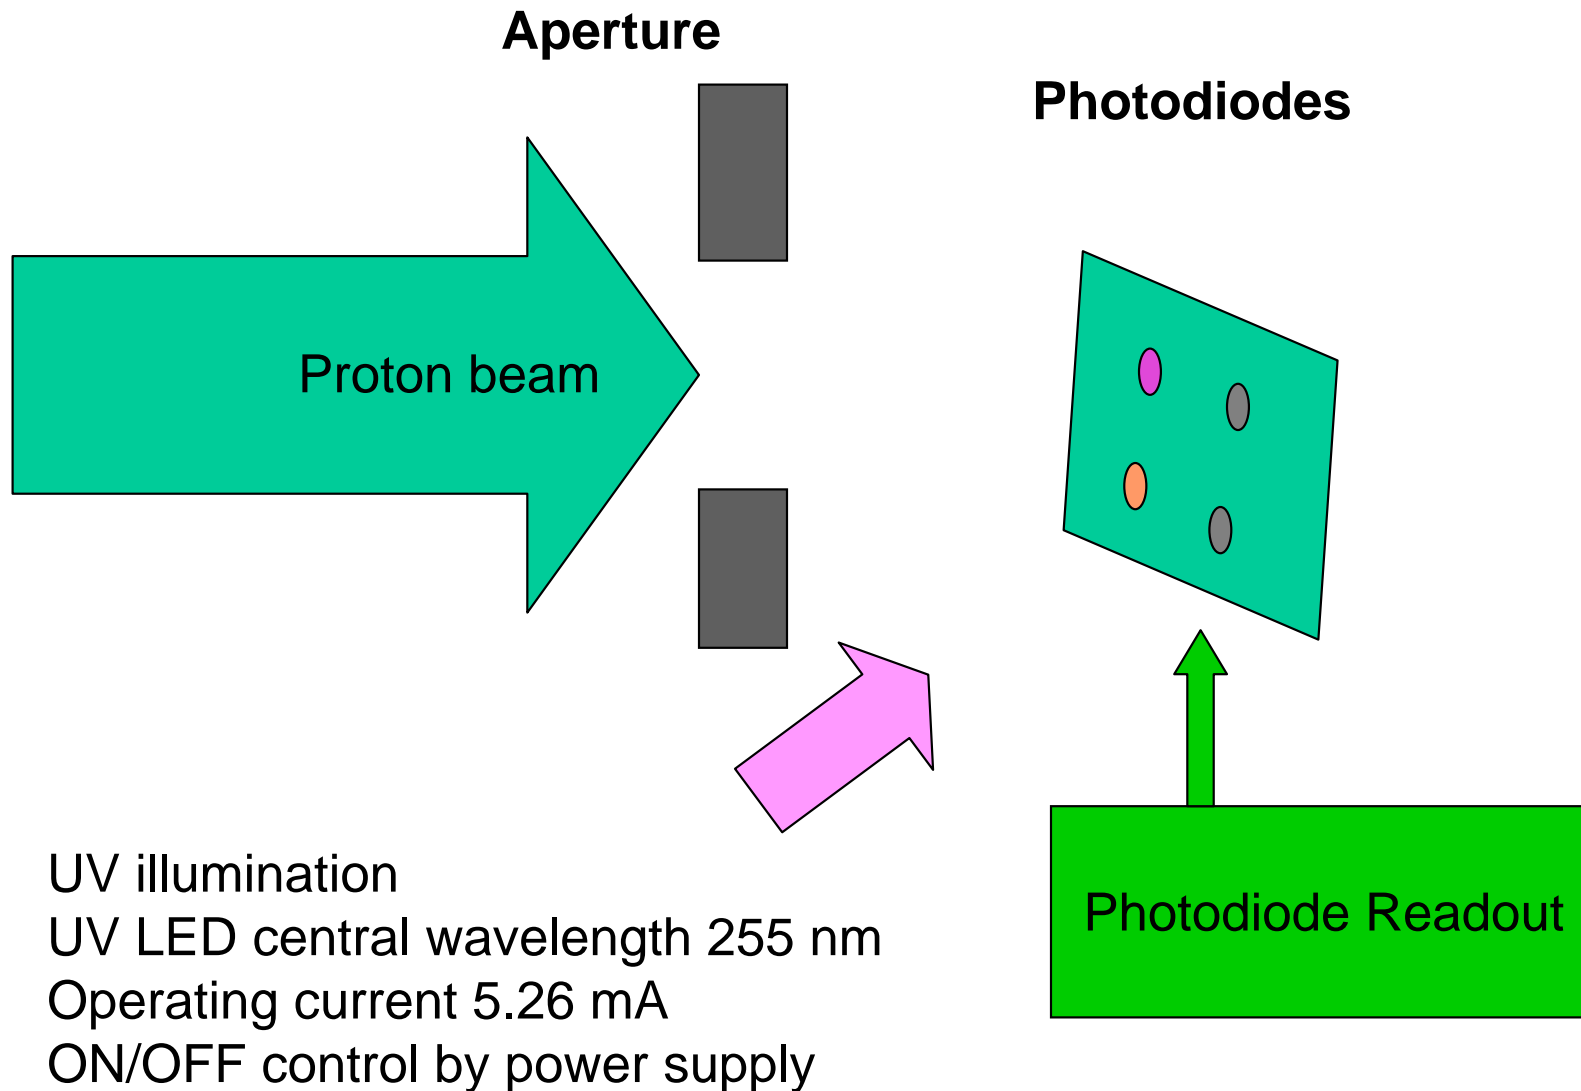 Aperture
Photodiodes
Proton beam
UV illumination
UV LED central wavelength 255 nm
Operating current 5.26 mA
ON/OFF control by power supply
Photodiode Readout